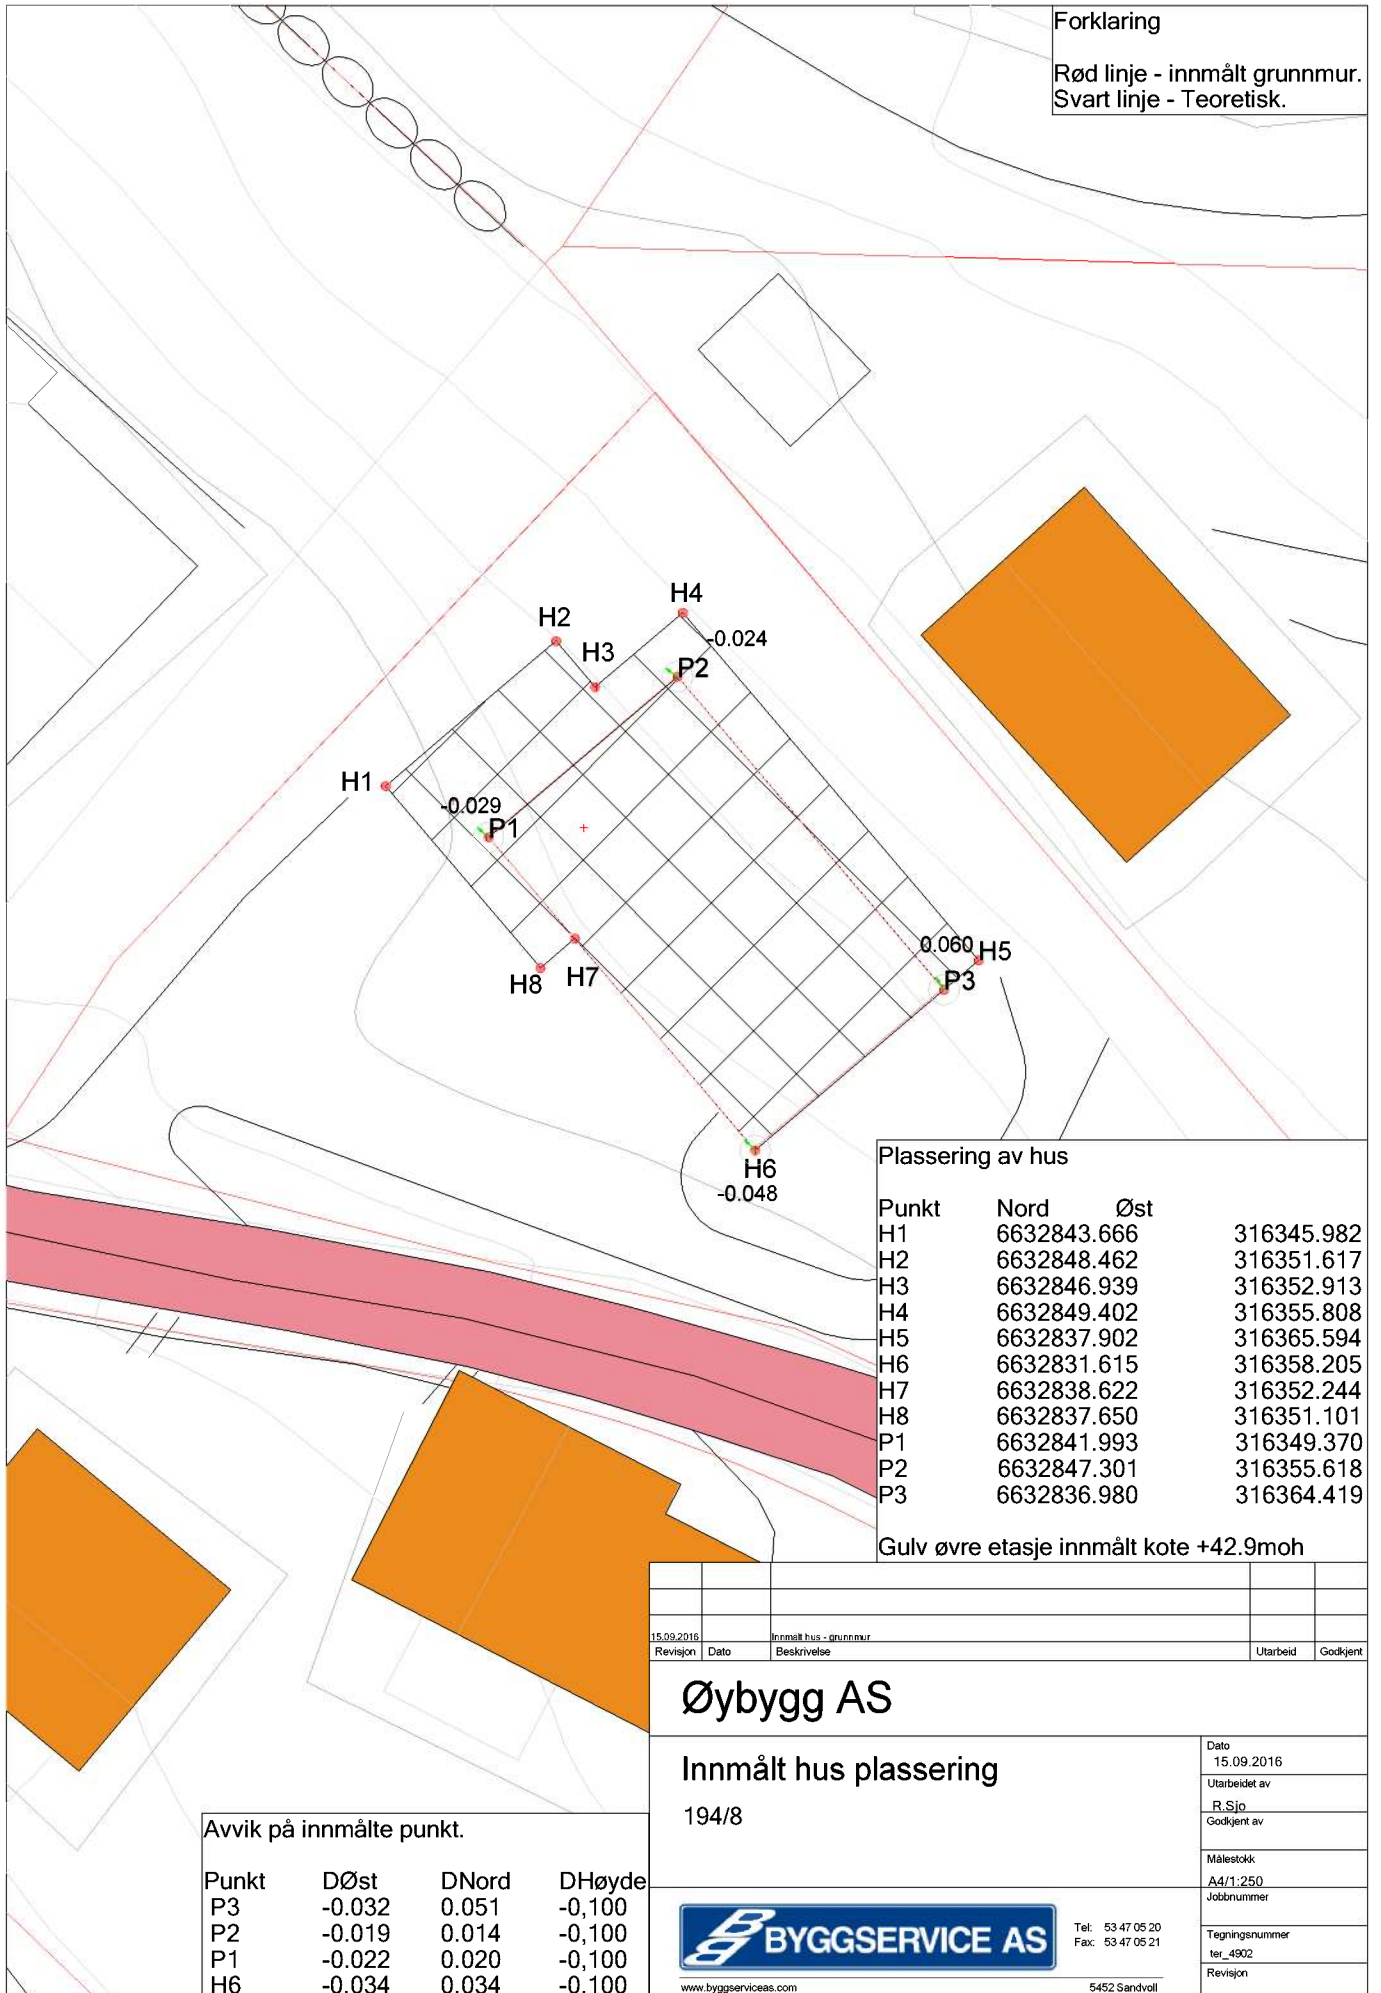 Forklaring
Rød linje - innmålt grunnmur.
Svart linje - Teoretisk.
H4
H2
-0.024
H3
P2
H1
-0.029
P1
0.060
H5
H7
P3
H8
H6
-0.048
Plassering av hus
Punkt Nord Øst
H1 6632843.666 316345.982
H2 6632848.462 316351.617
H3 6632846.939 316352.913
H4 6632849.402 316355.808
H5 6632837.902 316365.594
H6 6632831.615 316358.205
H7 6632838.622 316352.244
H8 6632837.650 316351.101
P1 6632841.993 316349.370
P2 6632847.301 316355.618
P3 6632836.980 316364.419
Gulv øvre etasje innmålt kote +42.9moh
15.09.2016 Innmålt hus - grunnmur
Revisjon Dato Beskrivelse Utarbeid Godkjent
Øybygg AS
Innmålt hus plassering
194/8
Dato
15.09.2016
Utarbeidet av
R.Sjo
Godkjent av
Målestokk
A4/1:250
Jobbnummer
Tegningsnummer
ter_4902
Revisjon
BYGGSERVICE AS
Tel: 53 47 05 20
Fax: 53 47 05 21
www.byggserviceas.com 5452 Sandvoll
Avvik på innmålte punkt.
Punkt DØst DNord DHøyde
P3 -0.032 0.051 -0,100
P2 -0.019 0.014 -0,100
P1 -0.022 0.020 -0,100
H6 -0.034 0.034 -0.100